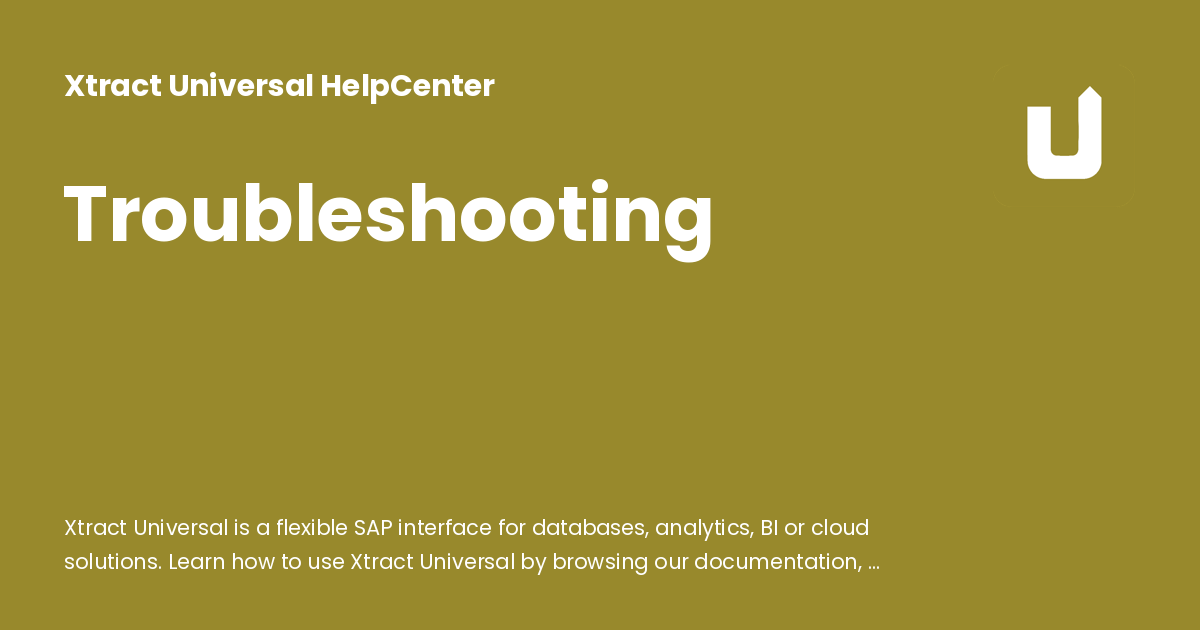 Xtract Universal HelpCenter
Troubleshooting
Xtract Universal is a flexible SAP interface for databases, analytics, BI or cloud
solutions. Learn how to use Xtract Universal by browsing our documentation, ...